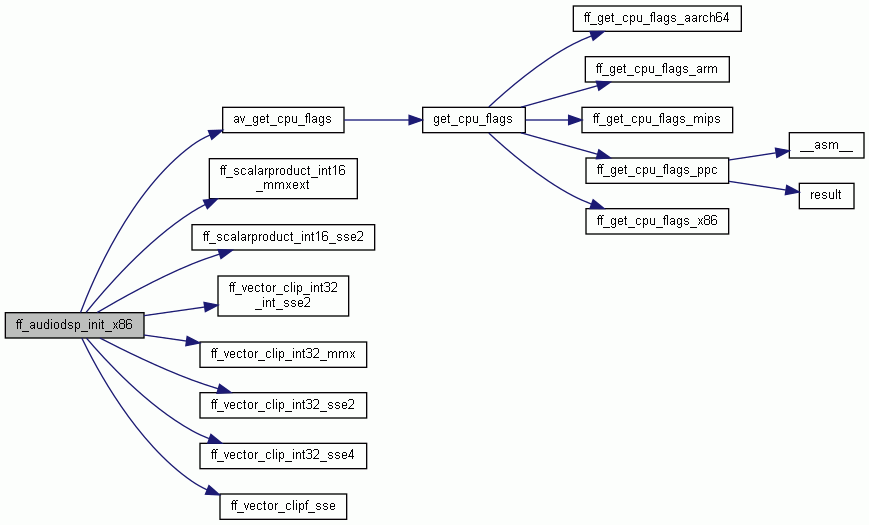 ff_get_cpu_flags_aarch64
ff_get_cpu_flags_arm
av_get_cpu_flags
get_cpu_flags
ff_get_cpu_flags_mips
__asm__
ff_scalarproduct_int16
_mmxext
ff_get_cpu_flags_ppc
result
ff_scalarproduct_int16_sse2
ff_get_cpu_flags_x86
ff_vector_clip_int32
_int_sse2
ff_audiodsp_init_x86
ff_vector_clip_int32_mmx
ff_vector_clip_int32_sse2
ff_vector_clip_int32_sse4
ff_vector_clipf_sse